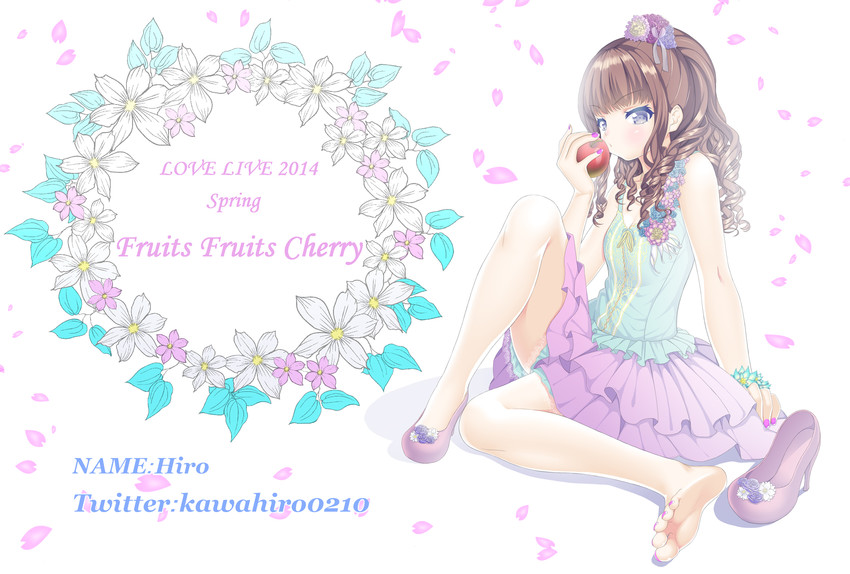 LOVE LIVE 2014
Spring
Fruits Fruits Cherry
NAME:Hiro
Twitter:kawahiro0210